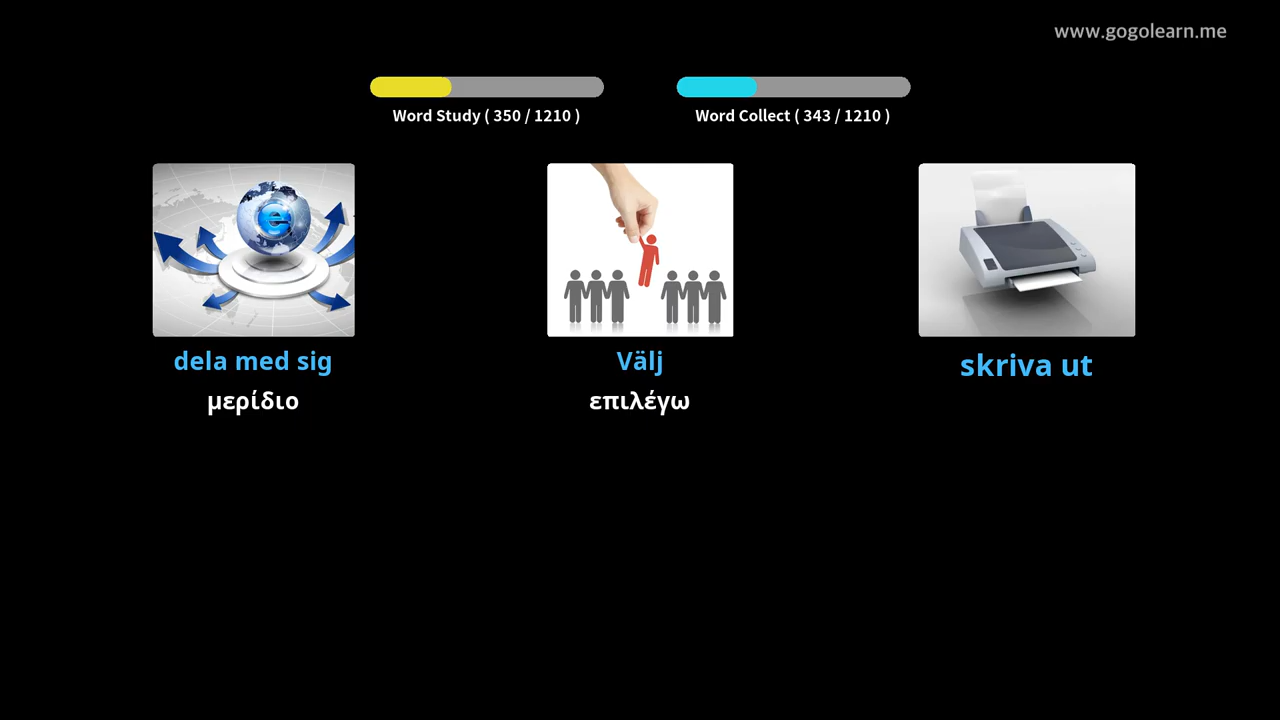 www.gogolearn.me
Word Study ( 350 / 1210 )
Word Collect ( 343 / 1210 )
e
dela med sig
μερίδιο
Välj
επιλέγω
skriva ut